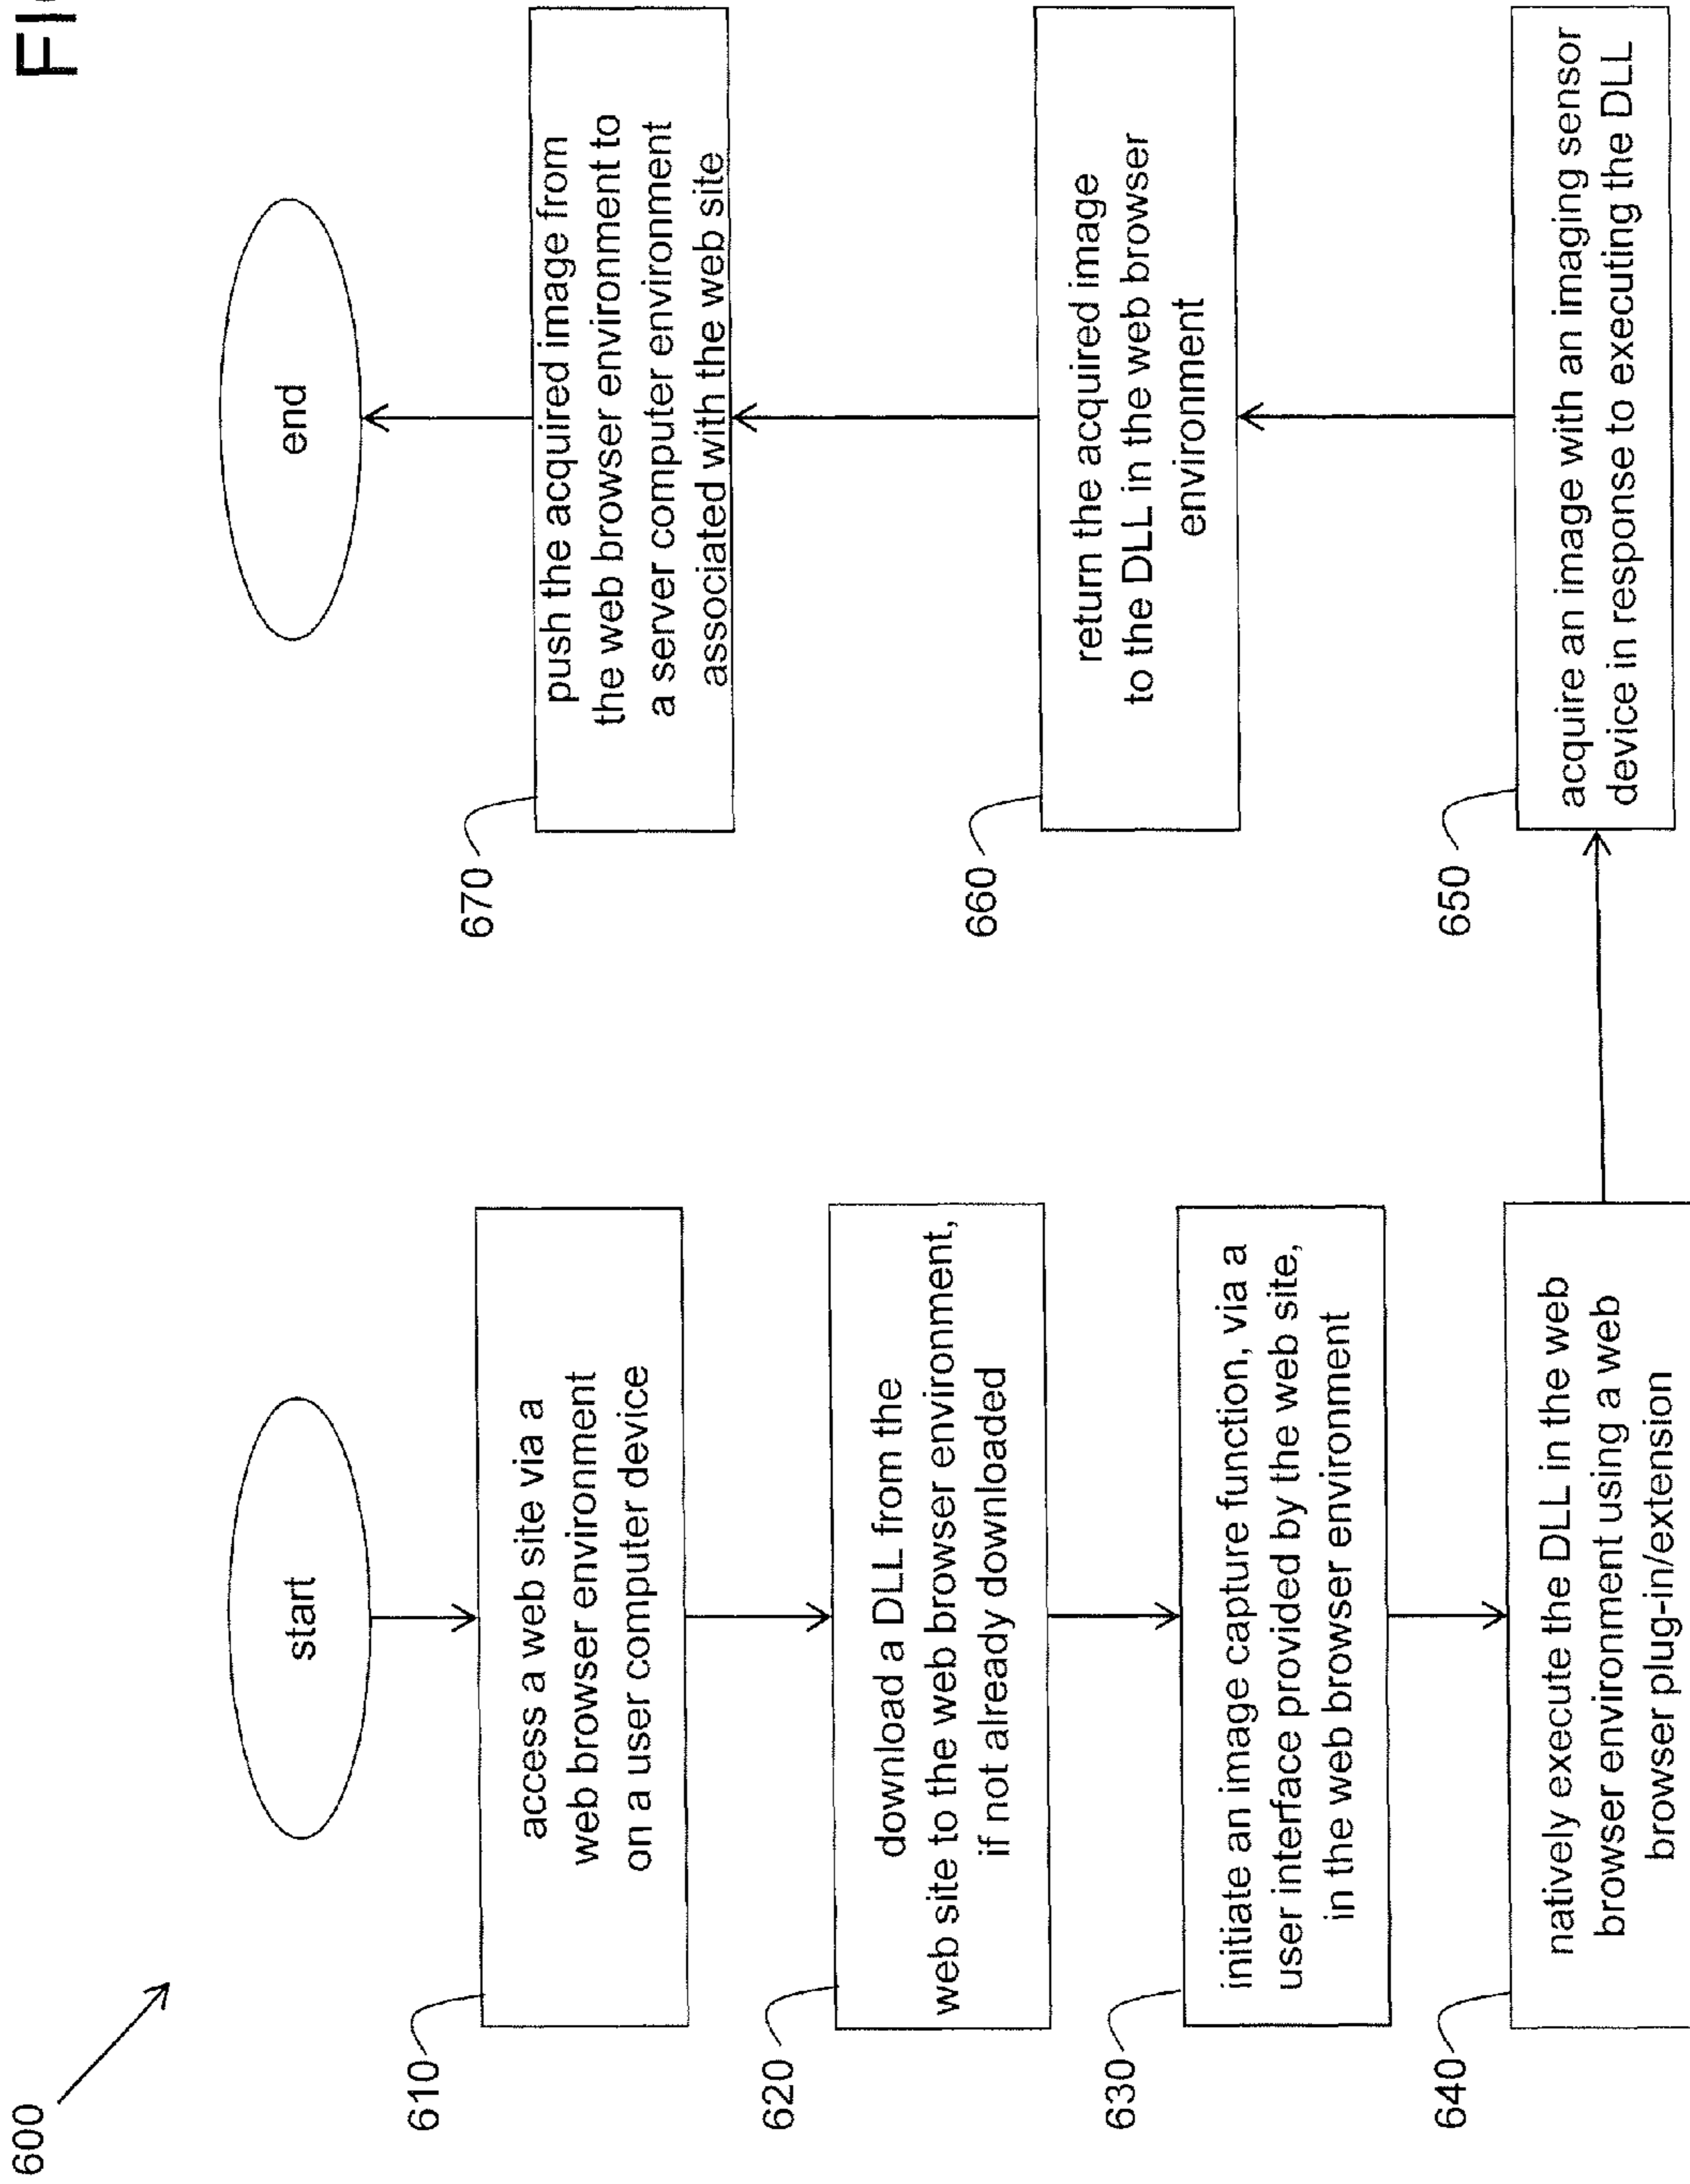 600
start
610
access a web site via a
web browser environment
on a user computer device
620
download a DLL from the
web site to the web browser environment,
if not already downloaded
630
initiate an image capture function, via a
user interface provided by the web site,
in the web browser environment
640
natively execute the DLL in the web
browser environment using a web
browser plug-in/extension
650
acquire an image with an imaging sensor
device in response to executing the DLL
660
return the acquired image
to the DLL in the web browser
environment
670
push the acquired image from
the web browser environment to
a server computer environment
associated with the web site
end